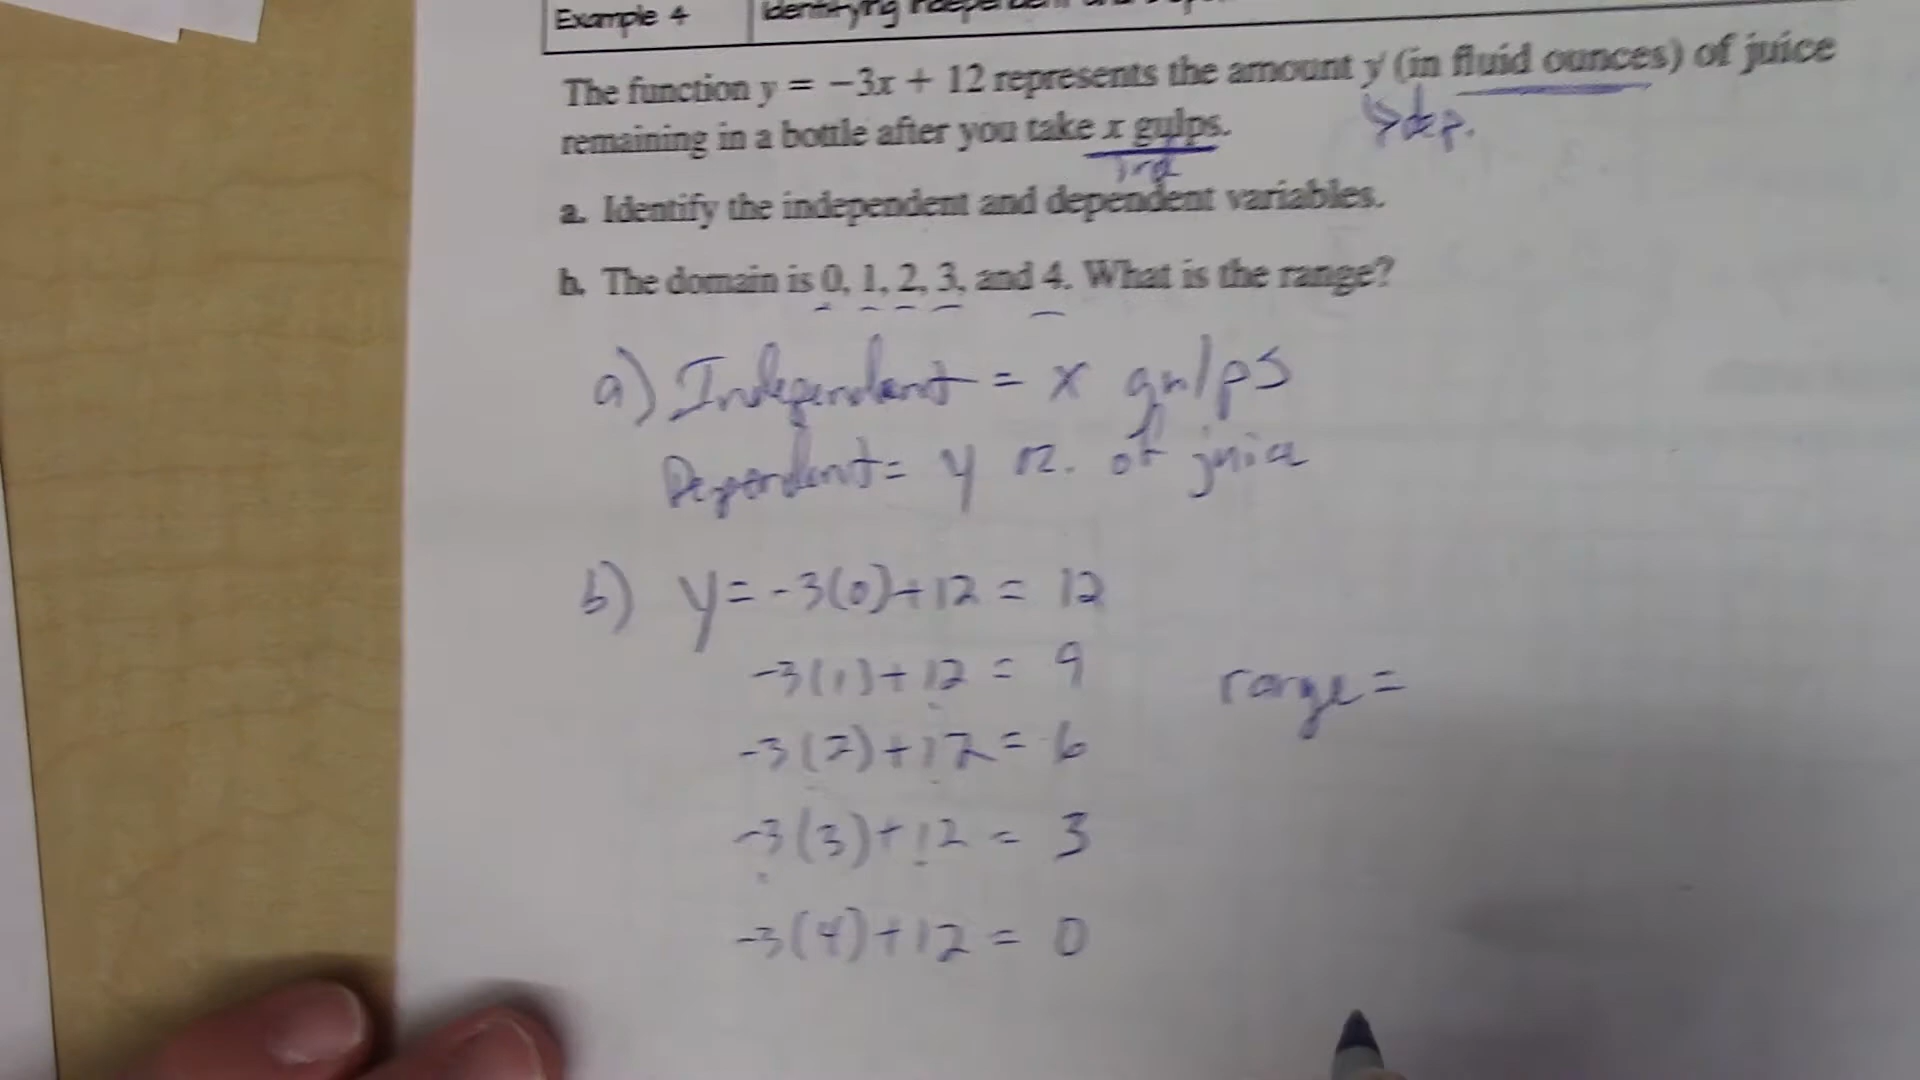 Example 4 Identifying Independent and
The function y = −3x + 12 represents the amount y (in fluid ounces) of juice
remaining in a bottle after you take x gulps.
↳dep.
Ind
a. Identify the independent and dependent variables.
b. The domain is 0, 1, 2, 3, and 4. What is the range?
a) Independent = x gulps
Dependent = y oz. of juice
b) y = -3(0)+12 = 12
-3(1)+12 = 9
range =
-3(2)+12 = 6
-3(3)+12 = 3
-3(4)+12 = 0